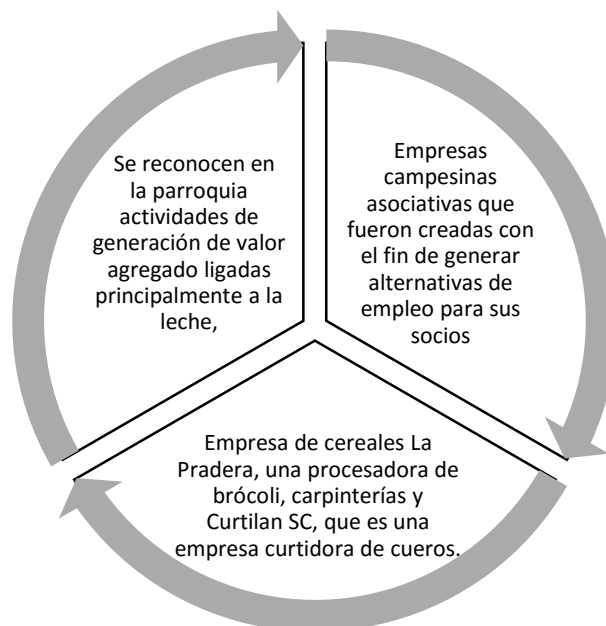 Se reconocen en
la parroquia
actividades de
generación de valor
agregado ligadas
principalmente a la
leche,
Empresas
campesinas
asociativas que
fueron creadas con
el fin de generar
alternativas de
empleo para sus
socios
Empresa de cereales La
Pradera, una procesadora de
brócoli, carpinterías y
Curtilan SC, que es una
empresa curtidora de cueros.